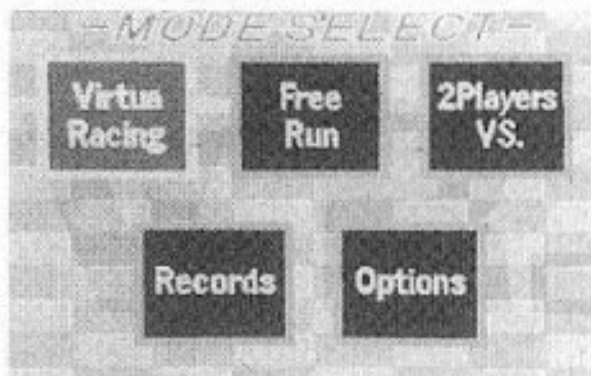 -MODE SELECT-
Virtua
Racing
Free
Run
2Players
VS.
Records
Options